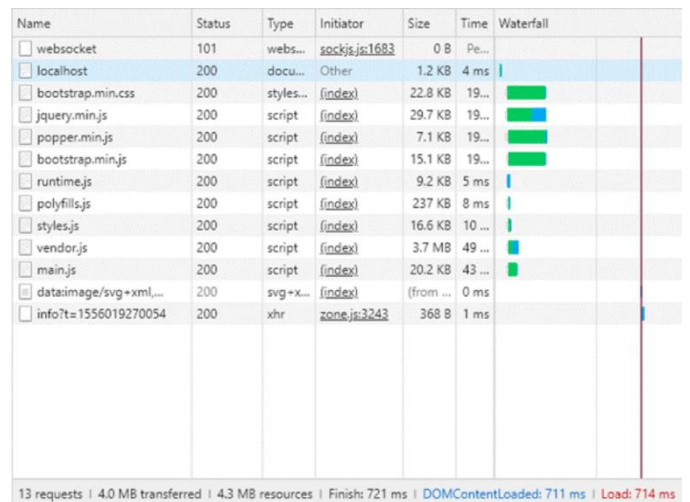 Name Status Type Initiator Size Time Waterfall
websocket 101 webs... sockjs.js:1683 0 B Pe...
localhost 200 docu... Other 1.2 KB 4 ms
bootstrap.min.css 200 styles... (index) 22.8 KB 19...
jquery.min.js 200 script (index) 29.7 KB 19...
popper.min.js 200 script (index) 7.1 KB 19...
bootstrap.min.js 200 script (index) 15.1 KB 19...
runtime.js 200 script (index) 9.2 KB 5 ms
polyfills.js 200 script (index) 237 KB 8 ms
styles.js 200 script (index) 16.6 KB 10 ...
vendor.js 200 script (index) 3.7 MB 49 ...
main.js 200 script (index) 20.2 KB 43 ...
data:image/svg+xml,... 200 svg+x... (index) (from ... 0 ms
info?t=1556019270054 200 xhr zone.js:3243 368 B 1 ms
13 requests | 4.0 MB transferred | 4.3 MB resources | Finish: 721 ms | DOMContentLoaded: 711 ms | Load: 714 ms